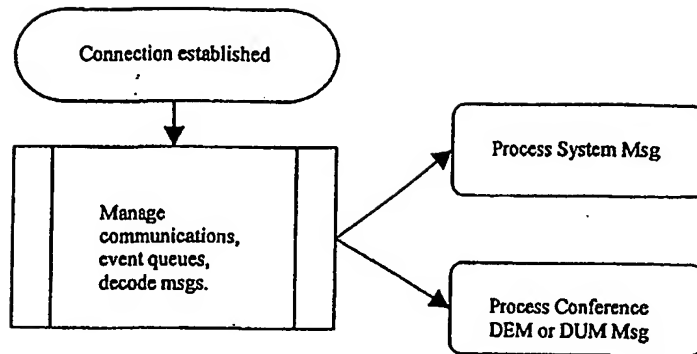 Connection established
Manage
communications,
event queues,
decode msgs.
Process System Msg
Process Conference
DEM or DUM Msg